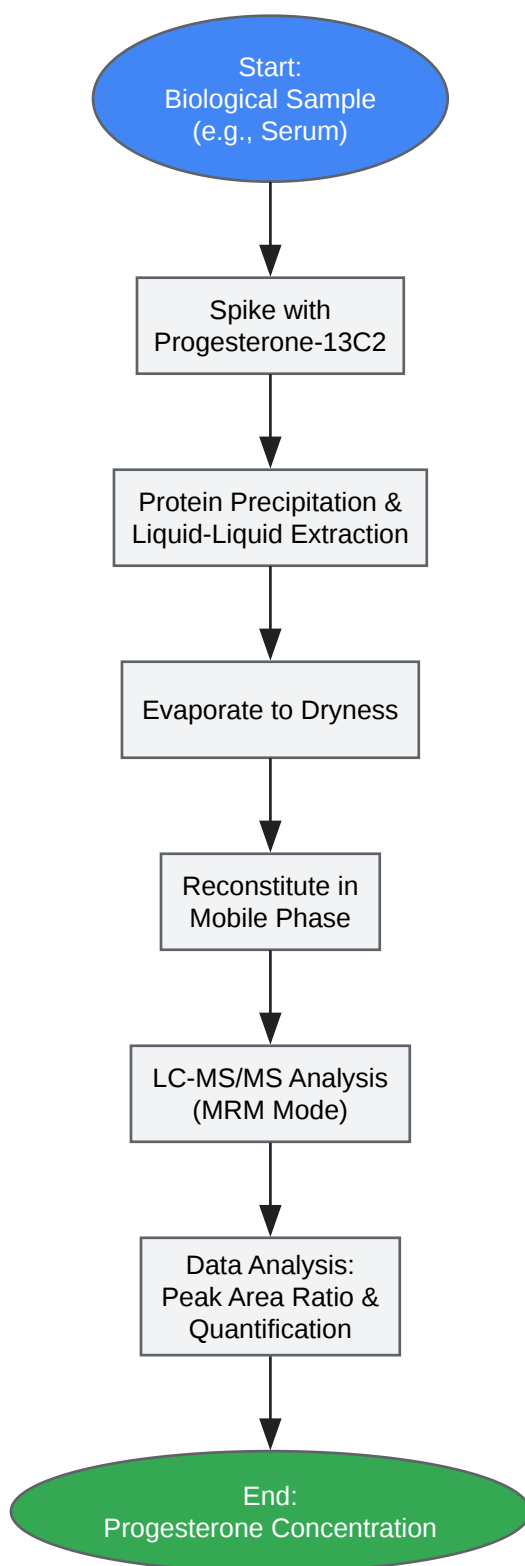 Start:
Biological Sample
(e.g., Serum)
Spike with
Progesterone-13C2
Protein Precipitation &
Liquid-Liquid Extraction
Evaporate to Dryness
Reconstitute in
Mobile Phase
LC-MS/MS Analysis
(MRM Mode)
Data Analysis:
Peak Area Ratio &
Quantification
End:
Progesterone Concentration